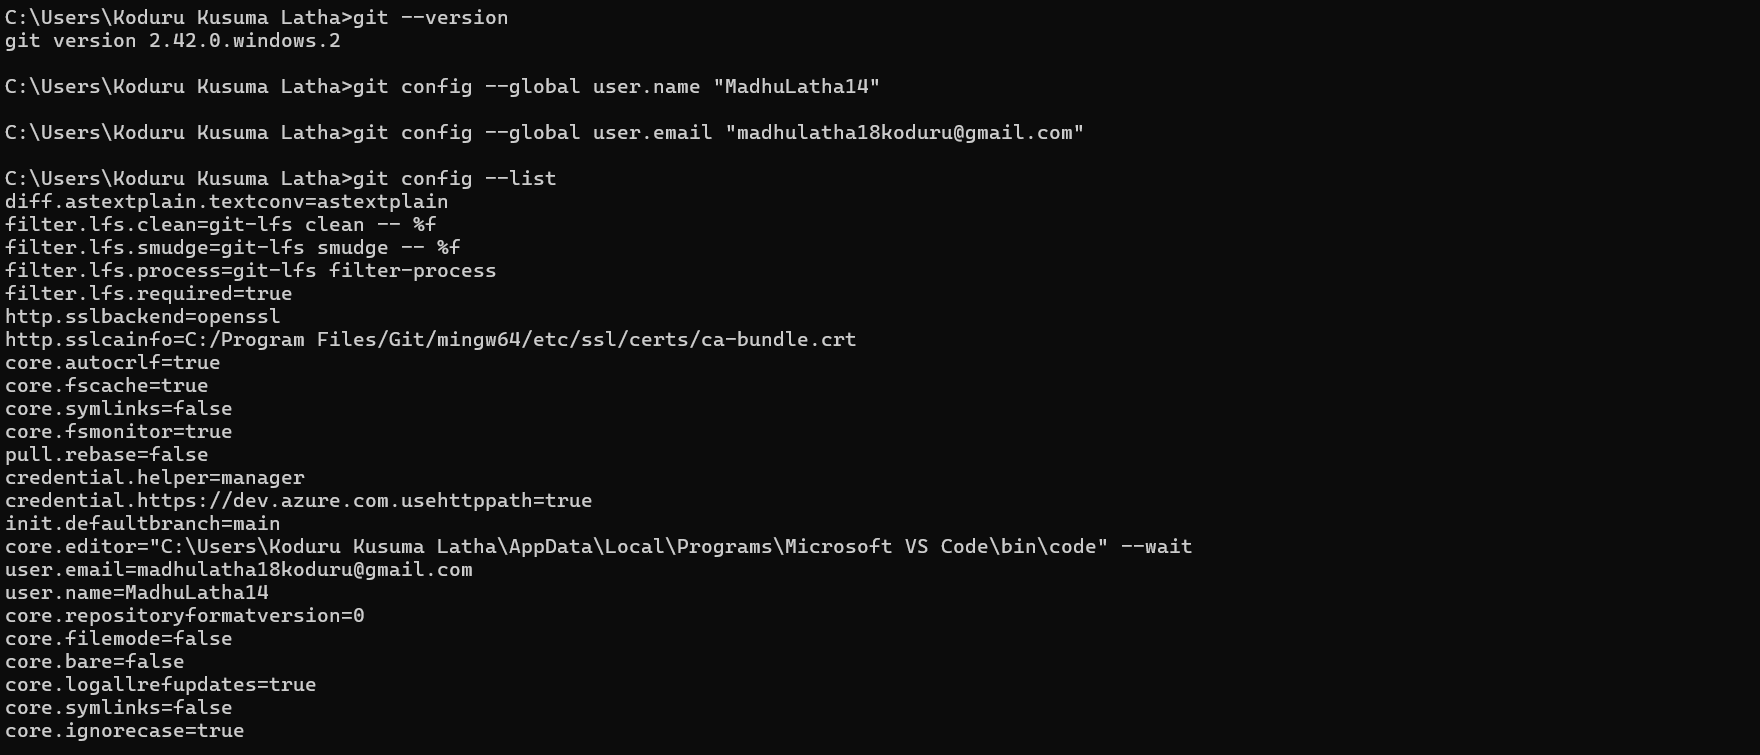 C:\Users\Koduru Kusuma Latha>git --version
git version 2.42.0.windows.2
C:\Users\Koduru Kusuma Latha>git config --global user.name "MadhuLatha14"
C:\Users\Koduru Kusuma Latha>git config --global user.email "madhulatha18koduru@gmail.com"
C:\Users\Koduru Kusuma Latha>git config --list
diff.astextplain.textconv=astextplain
filter.lfs.clean=git-lfs clean -- %f
filter.lfs.smudge=git-lfs smudge -- %f
filter.lfs.process=git-lfs filter-process
filter.lfs.required=true
http.sslbackend=openssl
http.sslcainfo=C:/Program Files/Git/mingw64/etc/ssl/certs/ca-bundle.crt
core.autocrlf=true
core.fscache=true
core.symlinks=false
core.fsmonitor=true
pull.rebase=false
credential.helper=manager
credential.https://dev.azure.com.usehttppath=true
init.defaultbranch=main
core.editor="C:\Users\Koduru Kusuma Latha\AppData\Local\Programs\Microsoft VS Code\bin\code" --wait
user.email=madhulatha18koduru@gmail.com
user.name=MadhuLatha14
core.repositoryformatversion=0
core.filemode=false
core.bare=false
core.logallrefupdates=true
core.symlinks=false
core.ignorecase=true